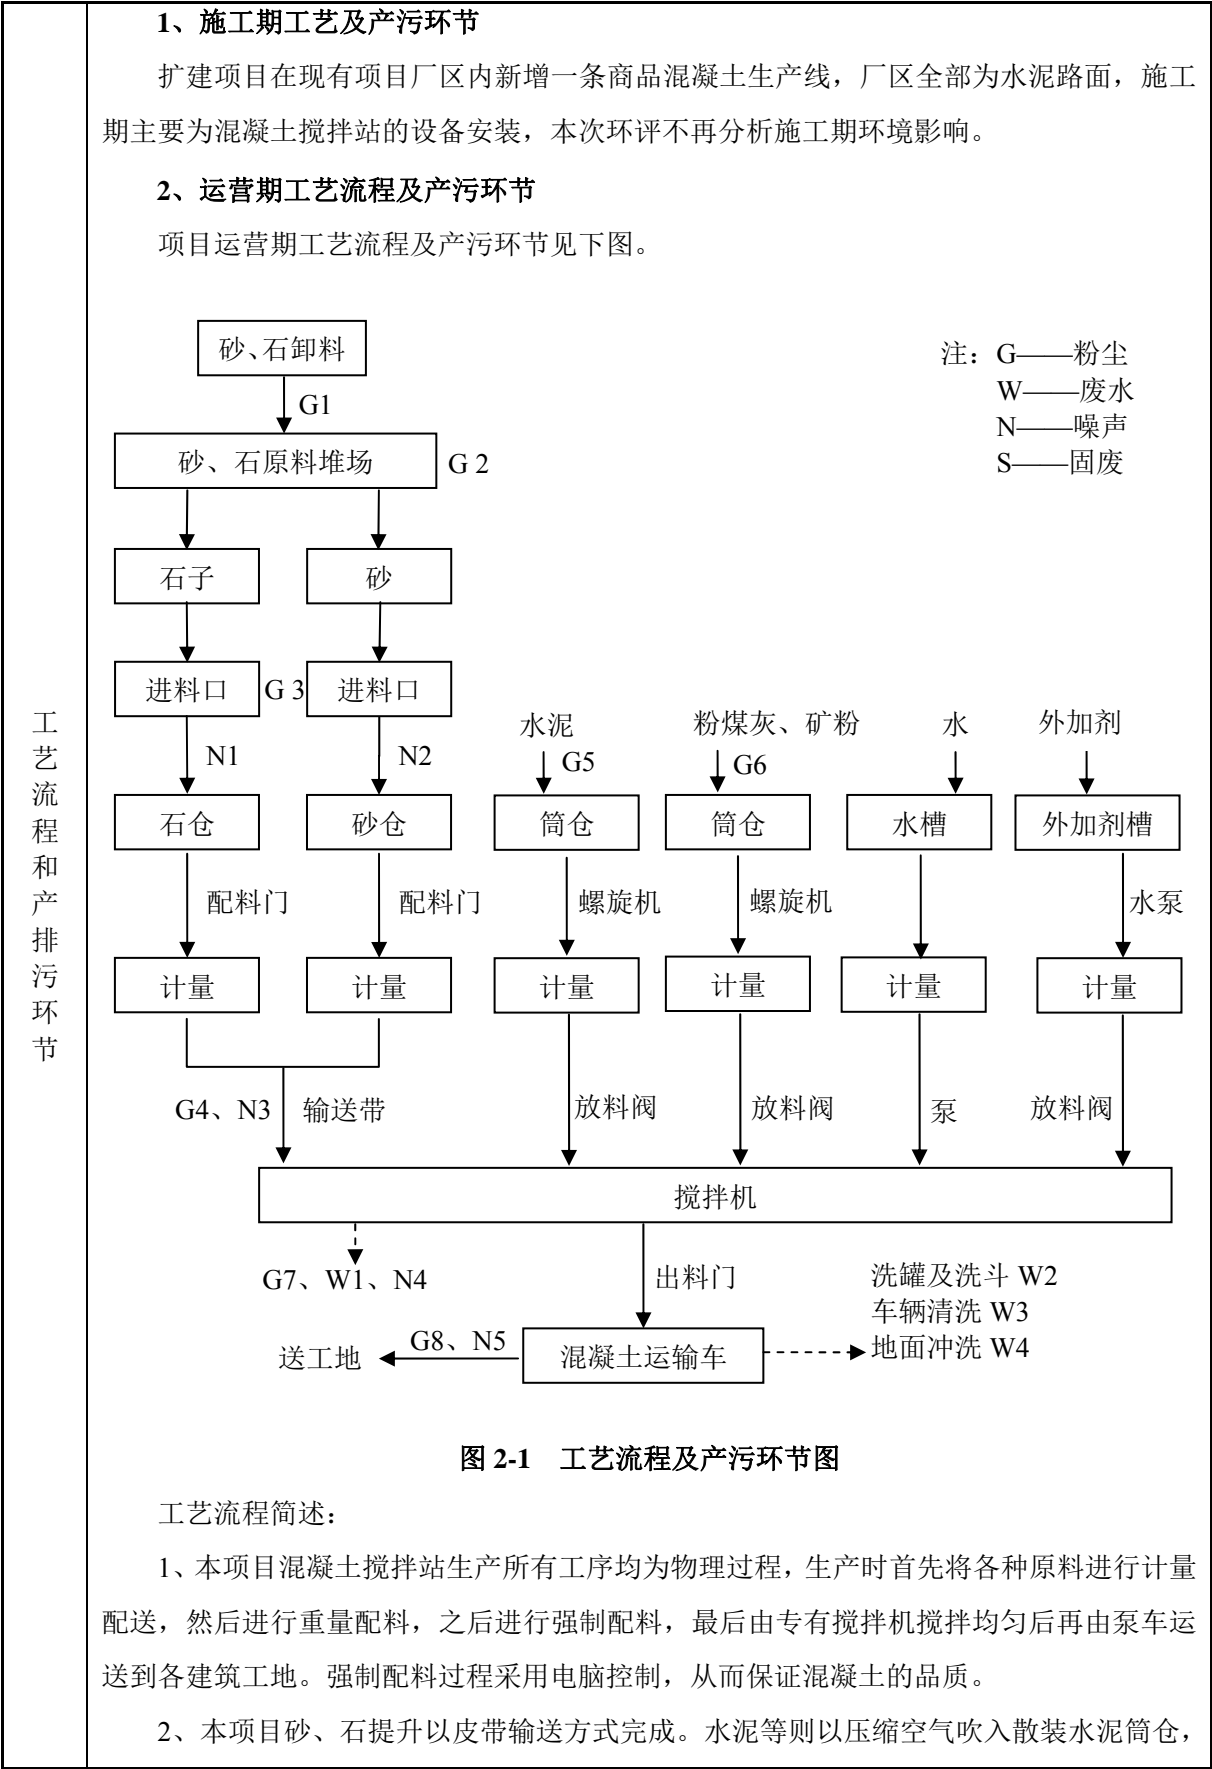 1、施工期工艺及产污环节
扩建项目在现有项目厂区内新增一条商品混凝土生产线，厂区全部为水泥路面，施工
期主要为混凝土搅拌站的设备安装，本次环评不再分析施工期环境影响。
2、运营期工艺流程及产污环节
项目运营期工艺流程及产污环节见下图。
砂、石卸料
注：G——粉尘
W——废水
N——噪声
S——固废
G1
砂、石原料堆场
G 2
石子
砂
进料口
G 3
进料口
N1
N2
水泥
粉煤灰、矿粉
水
外加剂
G5
G6
石仓
砂仓
筒仓
筒仓
水槽
外加剂槽
配料门
配料门
螺旋机
螺旋机
水泵
计量
计量
计量
计量
计量
计量
G4、N3
输送带
放料阀
放料阀
泵
放料阀
搅拌机
G7、W1、N4
出料门
洗罐及洗斗 W2
车辆清洗 W3
地面冲洗 W4
送工地
G8、N5
混凝土运输车
图 2-1 工艺流程及产污环节图
工艺流程简述：
1、本项目混凝土搅拌站生产所有工序均为物理过程，生产时首先将各种原料进行计量
配送，然后进行重量配料，之后进行强制配料，最后由专有搅拌机搅拌均匀后再由泵车运
送到各建筑工地。强制配料过程采用电脑控制，从而保证混凝土的品质。
2、本项目砂、石提升以皮带输送方式完成。水泥等则以压缩空气吹入散装水泥筒仓，
工
艺
流
程
和
产
排
污
环
节